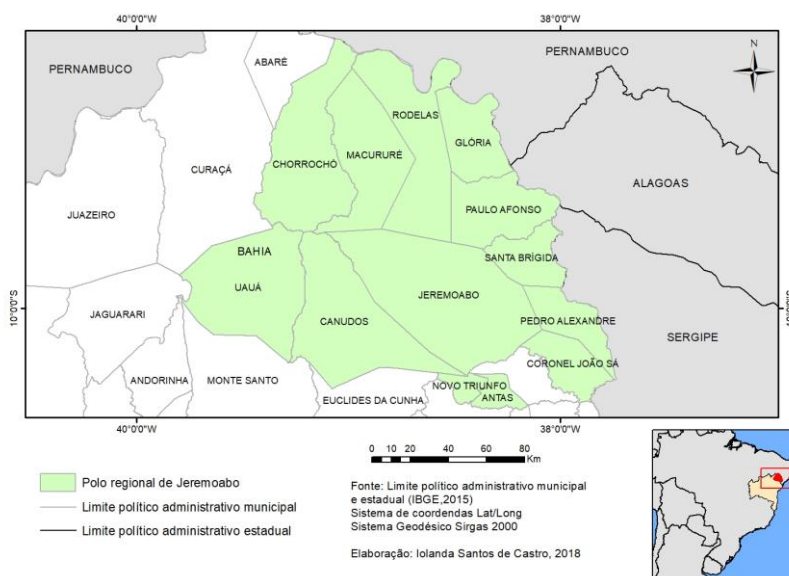 40°0'0"W
38°0'0"W
PERNAMBUCO
N
ABARÉ
PERNAMBUCO
RODELAS
GLÓRIA
CURAÇÁ
CHORROCHÓ
MACURURÉ
ALAGOAS
JUAZEIRO
PAULO AFONSO
BAHIA
SANTA BRÍGIDA
UAUÁ
JEREMOABO
10°0'0"S
JAGUARARI
CANUDOS
PEDRO ALEXANDRE
SERGIPE
CORONEL JOÃO SÁ
ANDORINHA
MONTE SANTO
NOVO TRIUNFO
EUCLIDES DA CUNHA
ANTAS
40°0'0"W
38°0'0"W
0 10 20 40 60 80
Km
Polo regional de Jeremoabo
Limite político administrativo municipal
Limite político administrativo estadual
Fonte: Limite político administrativo municipal
e estadual (IBGE,2015)
Sistema de coordendas Lat/Long
Sistema Geodésico Sirgas 2000
Elaboração: Iolanda Santos de Castro, 2018